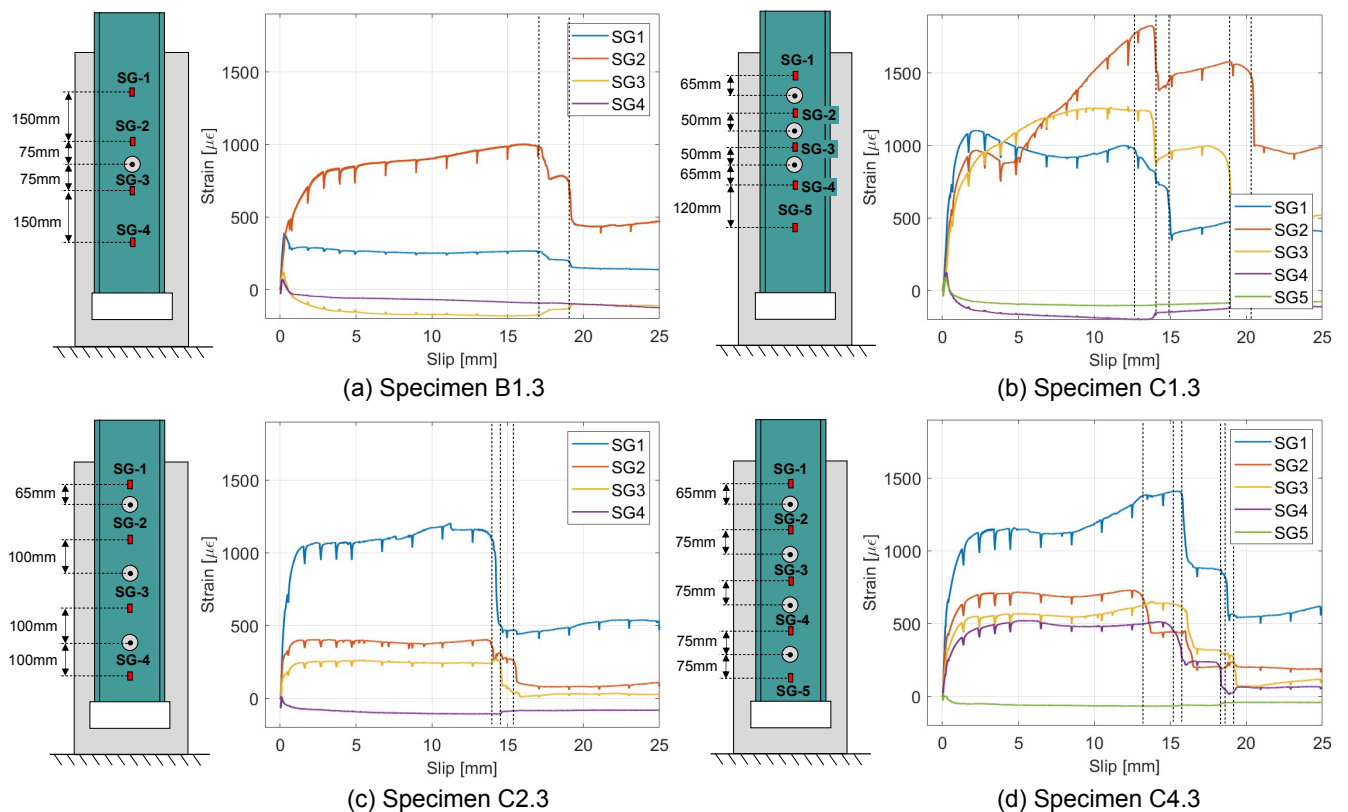 SG-1
150mm
SG-2
75mm
75mm
SG-3
150mm
SG-4
Strain [με]
1500
1000
500
0
0 5 10 15 20 25
Slip [mm]
SG1
SG2
SG3
SG4
(a) Specimen B1.3
SG-1
65mm
50mm
SG-2
50mm
SG-3
65mm
SG-4
120mm
SG-5
Strain [με]
1500
1000
500
0
0 5 10 15 20 25
Slip [mm]
SG1
SG2
SG3
SG4
SG5
(b) Specimen C1.3
SG-1
65mm
SG-2
100mm
SG-3
100mm
SG-4
100mm
Strain [με]
1500
1000
500
0
0 5 10 15 20 25
Slip [mm]
SG1
SG2
SG3
SG4
(c) Specimen C2.3
SG-1
65mm
SG-2
75mm
SG-3
75mm
SG-4
75mm
75mm
SG-5
Strain [με]
1500
1000
500
0
0 5 10 15 20 25
Slip [mm]
SG1
SG2
SG3
SG4
SG5
(d) Specimen C4.3